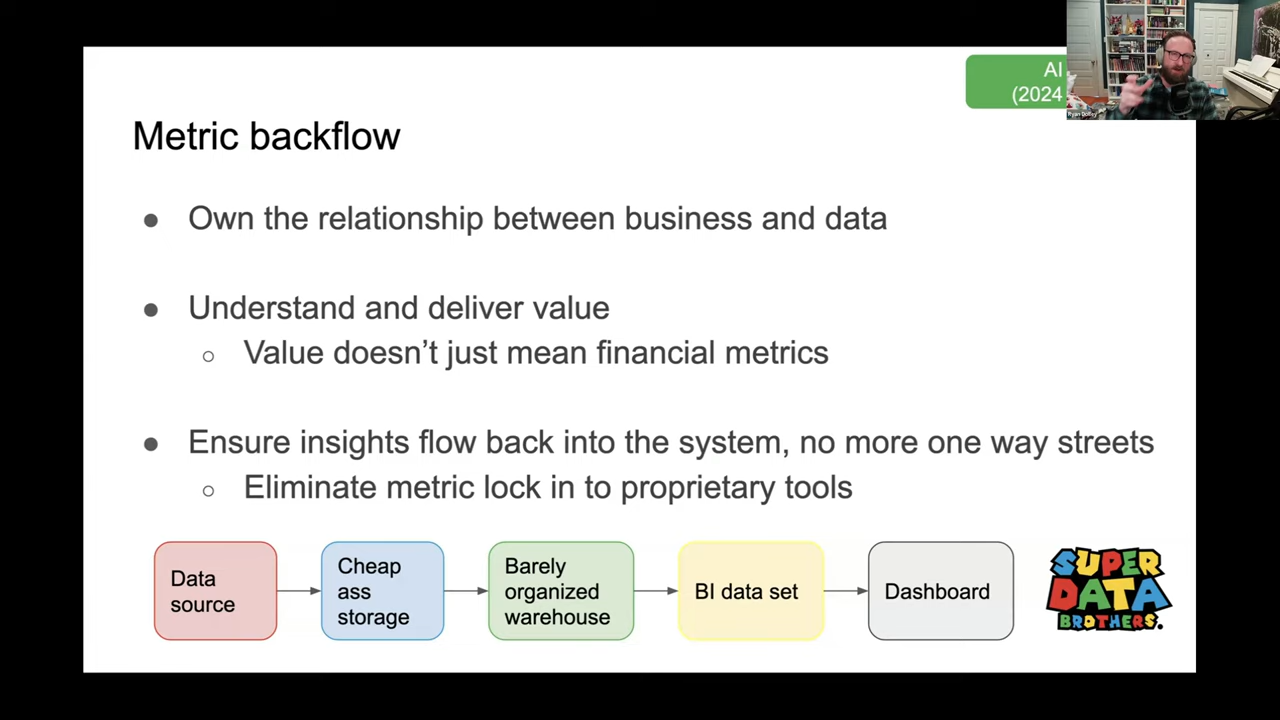 AI
(2024
Ryan Dolley
Metric backflow
● Own the relationship between business and data
● Understand and deliver value
○ Value doesn’t just mean financial metrics
● Ensure insights flow back into the system, no more one way streets
○ Eliminate metric lock in to proprietary tools
Data
source
Cheap
ass
storage
Barely
organized
warehouse
BI data set
Dashboard
SUPER
DATA
BROTHERS.